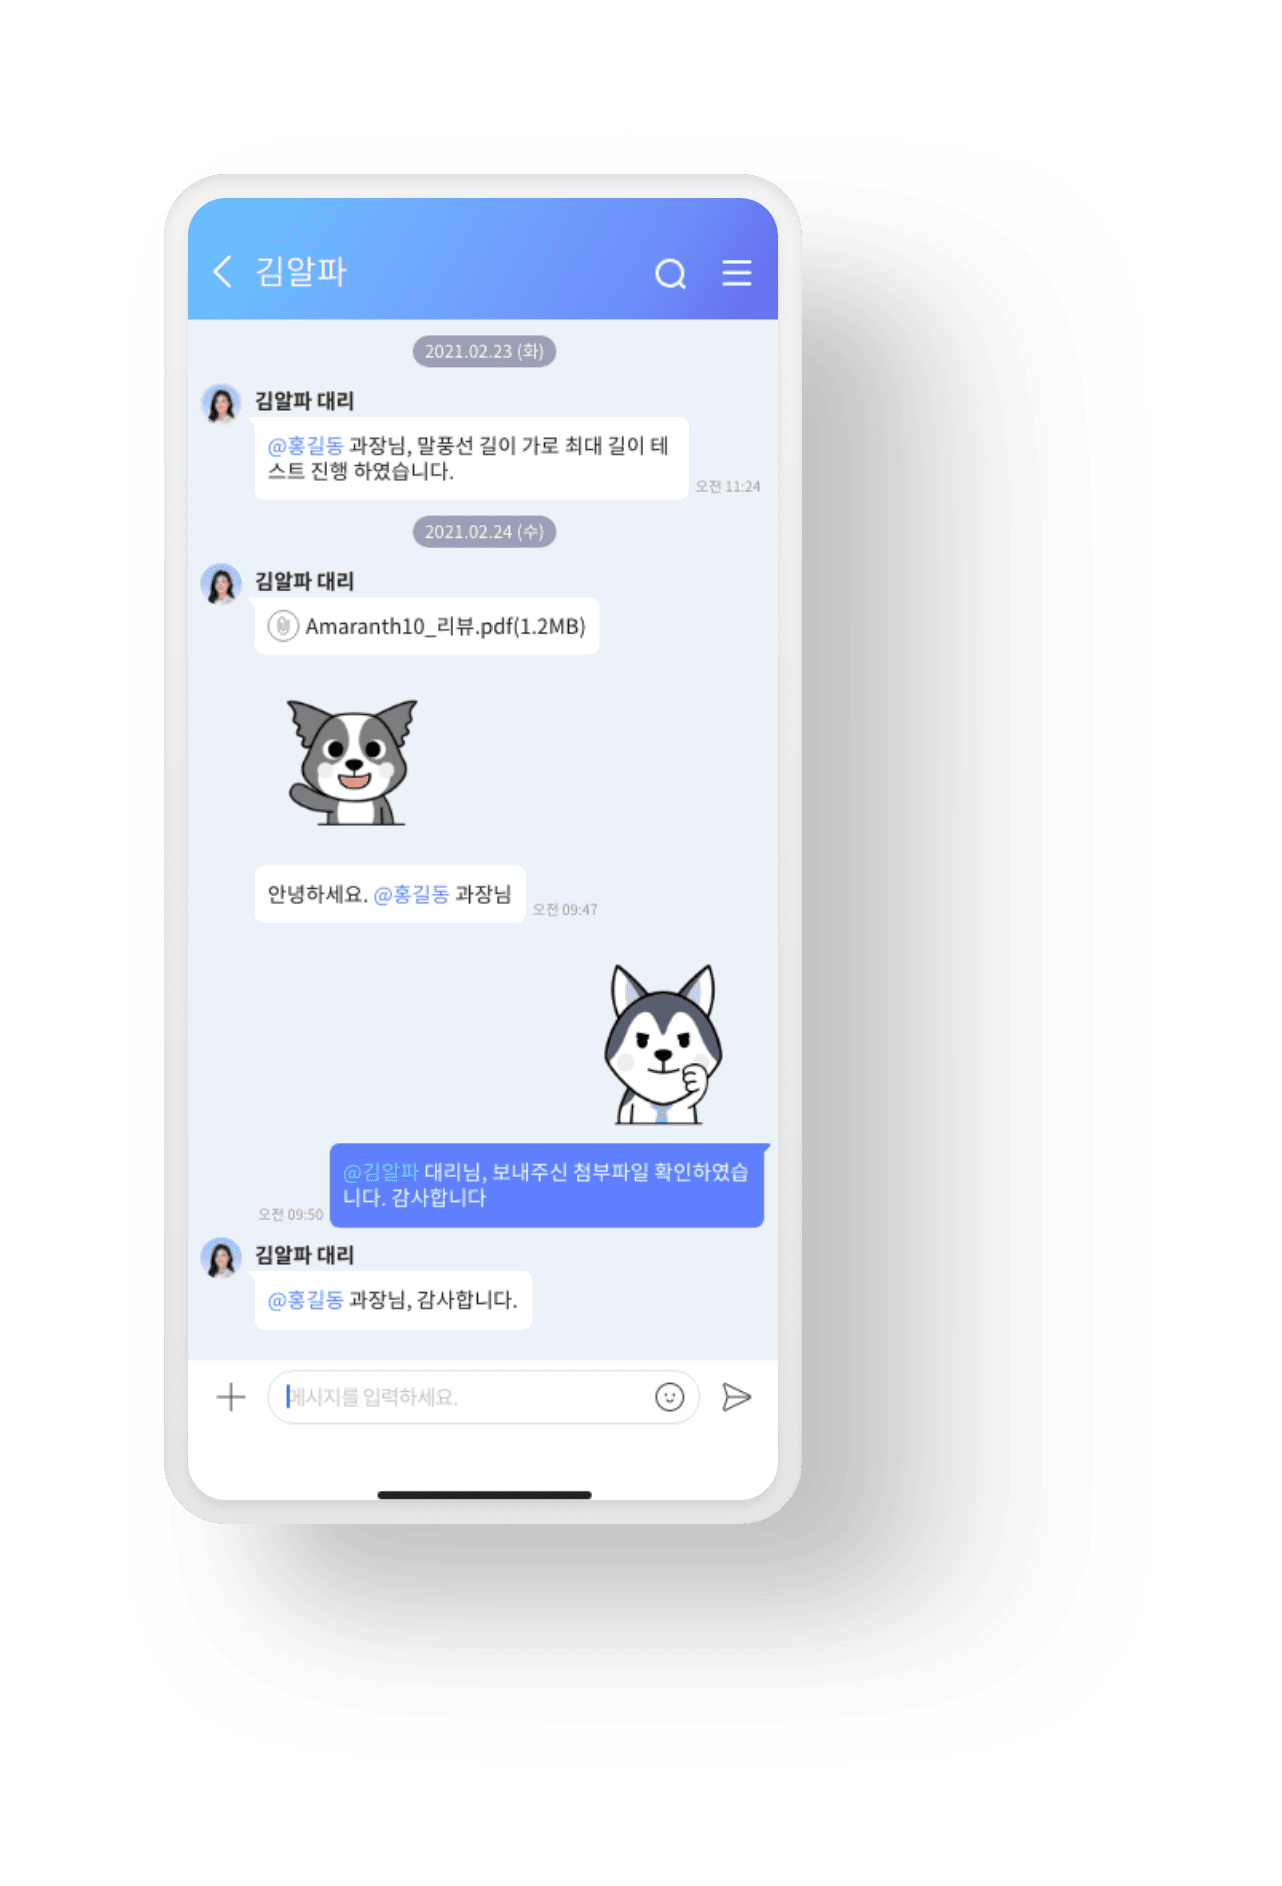 김알파
2021.02.23 (화)
김알파 대리
@홍길동 과장님, 말풍선 길이 가로 최대 길이 테
스트 진행 하였습니다.
오전 11:24
2021.02.24 (수)
김알파 대리
Amaranth10_리뷰.pdf(1.2MB)
안녕하세요. @홍길동 과장님
오전 09:47
@김알파 대리님, 보내주신 첨부파일 확인하였습
니다. 감사합니다
오전 09:50
김알파 대리
@홍길동 과장님, 감사합니다.
메시지를 입력하세요.